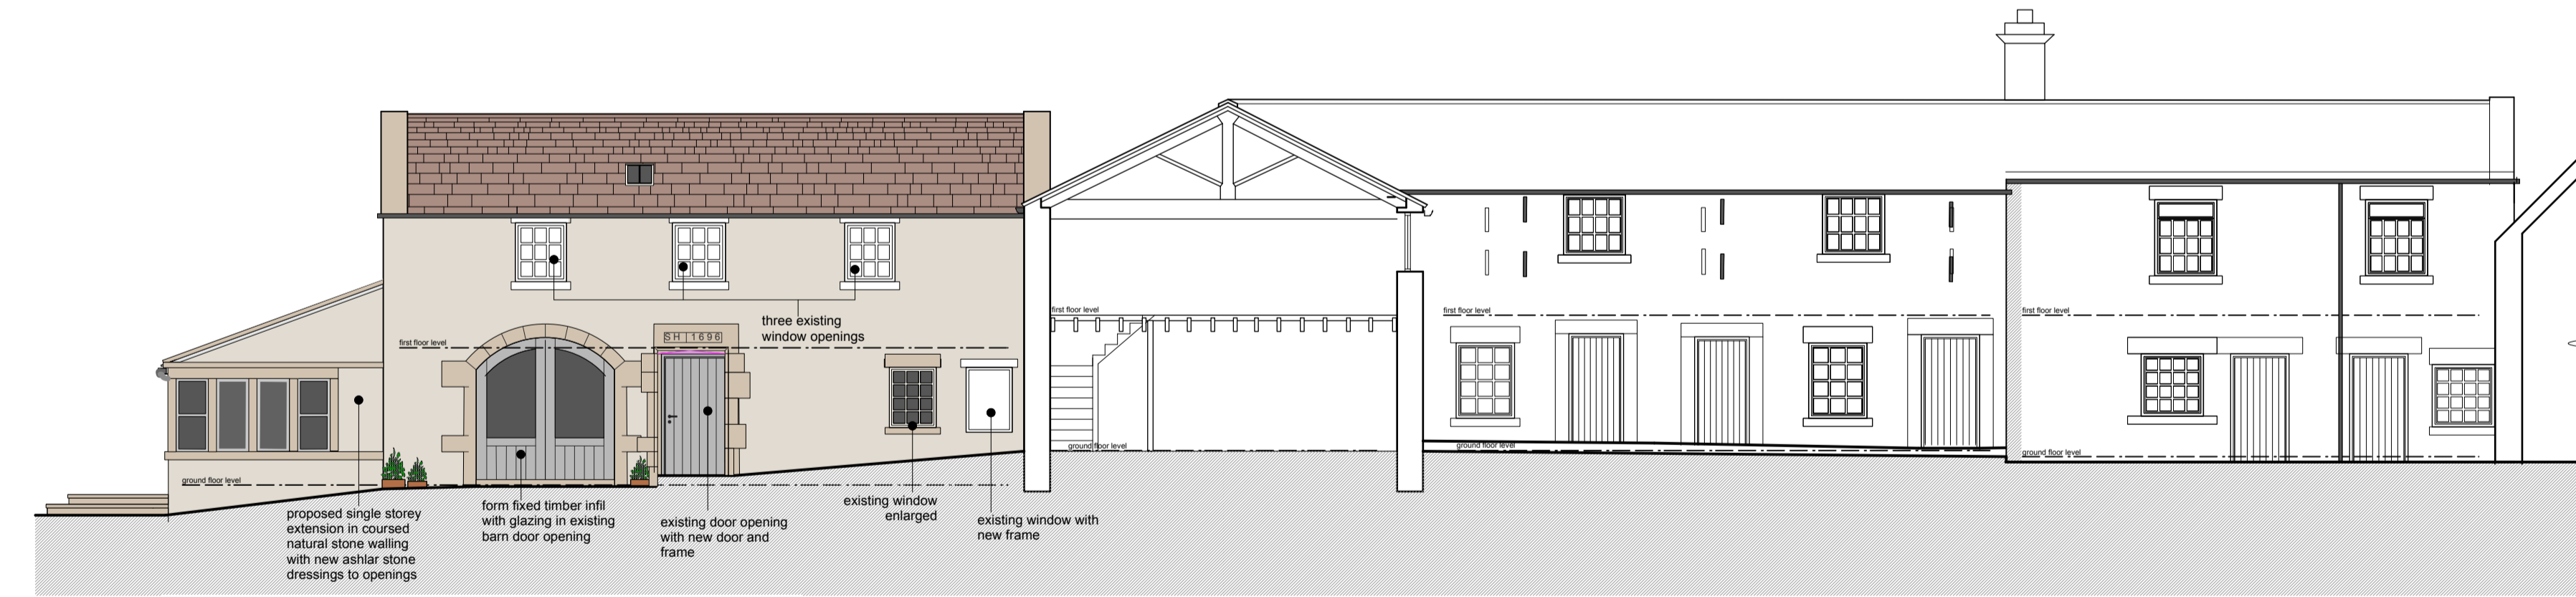 three existing
window openings
SH | 1696
first floor level
first floor level
first floor level
first floor level
ground floor level
ground floor level
ground floor level
ground floor level
proposed single storey
extension in coursed
natural stone walling
with new ashlar stone
dressings to openings
form fixed timber infil
with glazing in existing
barn door opening
existing door opening
with new door and
frame
existing window
enlarged
existing window with
new frame